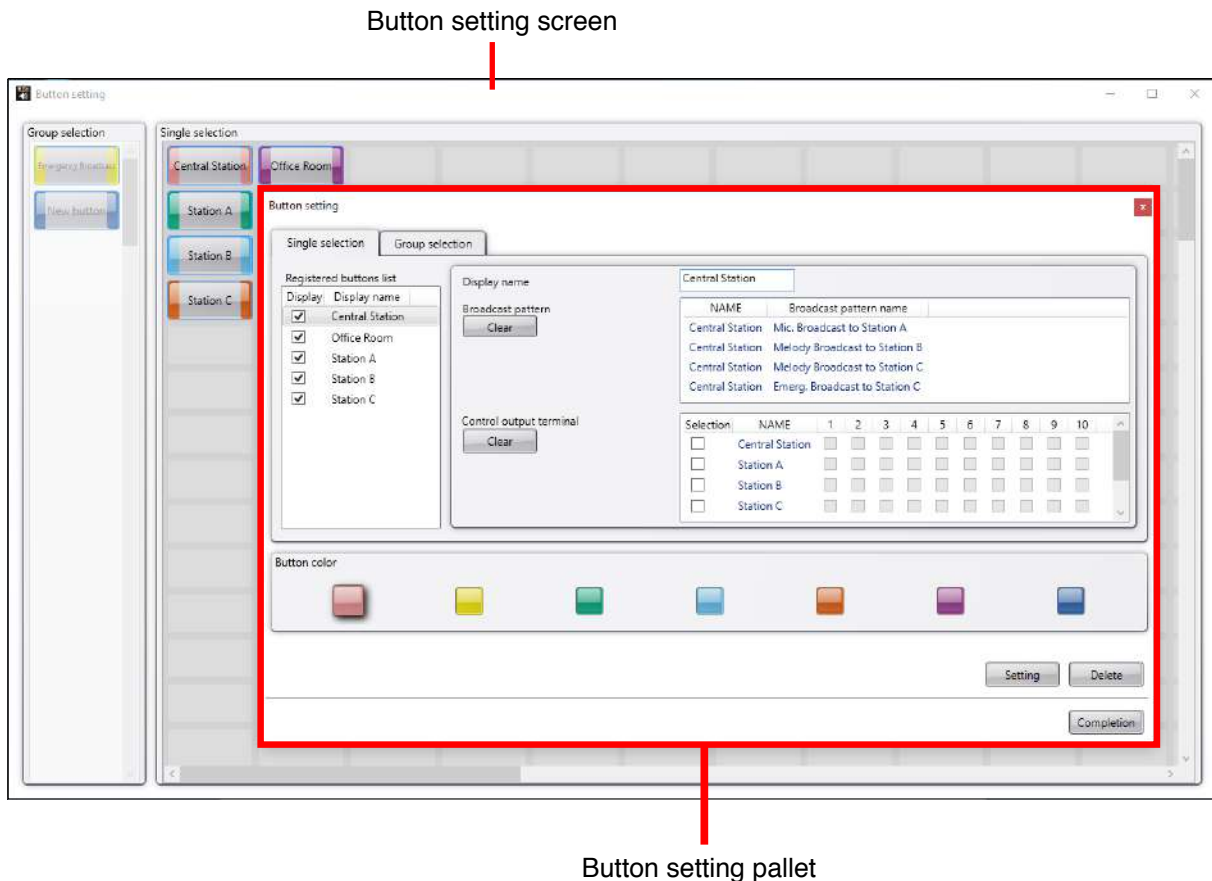 Button setting screen
Button setting
Group selection
Single selection
Emergency Broadcast
Central Station
Office Room
New button
Station A
Station B
Station C
Button setting
x
Single selection
Group selection
Registered buttons list
Display Display name
Central Station
Office Room
Station A
Station B
Station C
Display name
Central Station
Broadcast pattern
Clear
NAME Broadcast pattern name
Central Station Mic. Broadcast to Station A
Central Station Melody Broadcast to Station B
Central Station Melody Broadcast to Station C
Central Station Emerg. Broadcast to Station C
Control output terminal
Clear
Selection NAME 1 2 3 4 5 6 7 8 9 10
Central Station
Station A
Station B
Station C
Button color
Setting
Delete
Completion
Button setting pallet